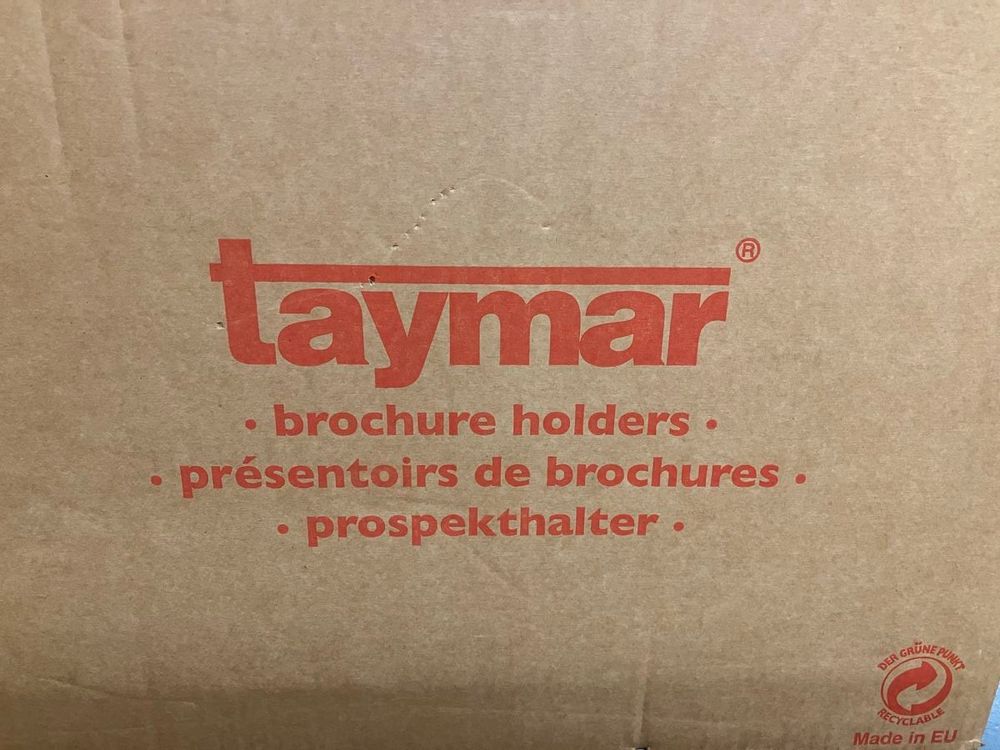 taymar®
• brochure holders •
• présentoirs de brochures •
• prospekthalter •
DER GRÜNE PUNKT
RECYCLABLE
Made in EU